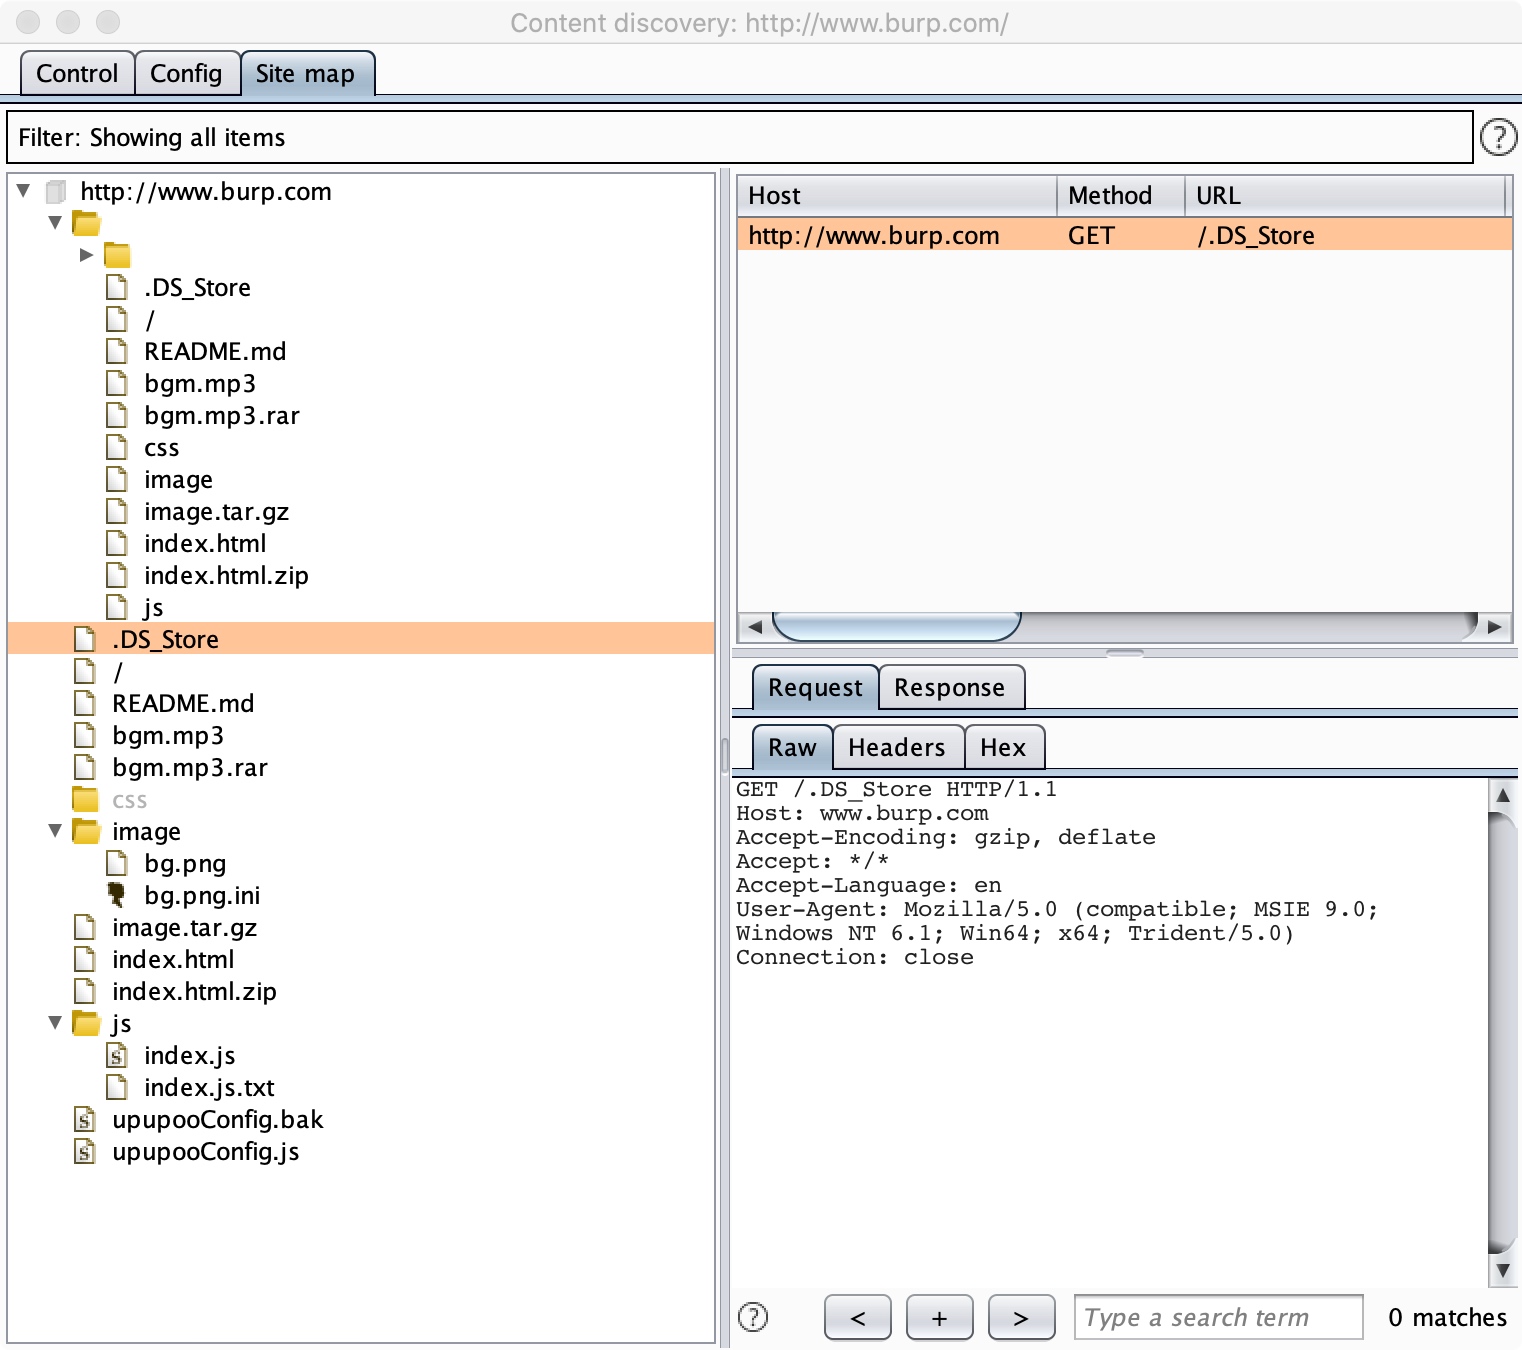 Content discovery: http://www.burp.com/
Control Config Site map
Filter: Showing all items
?
http://www.burp.com
.DS_Store
/
README.md
bgm.mp3
bgm.mp3.rar
css
image
image.tar.gz
index.html
index.html.zip
js
.DS_Store
/
README.md
bgm.mp3
bgm.mp3.rar
css
image
bg.png
bg.png.ini
image.tar.gz
index.html
index.html.zip
js
index.js
index.js.txt
upupooConfig.bak
upupooConfig.js
Host Method URL
http://www.burp.com GET /.DS_Store
Request Response
Raw Headers Hex
GET /.DS_Store HTTP/1.1
Host: www.burp.com
Accept-Encoding: gzip, deflate
Accept: */*
Accept-Language: en
User-Agent: Mozilla/5.0 (compatible; MSIE 9.0;
Windows NT 6.1; Win64; x64; Trident/5.0)
Connection: close
? < + > Type a search term 0 matches